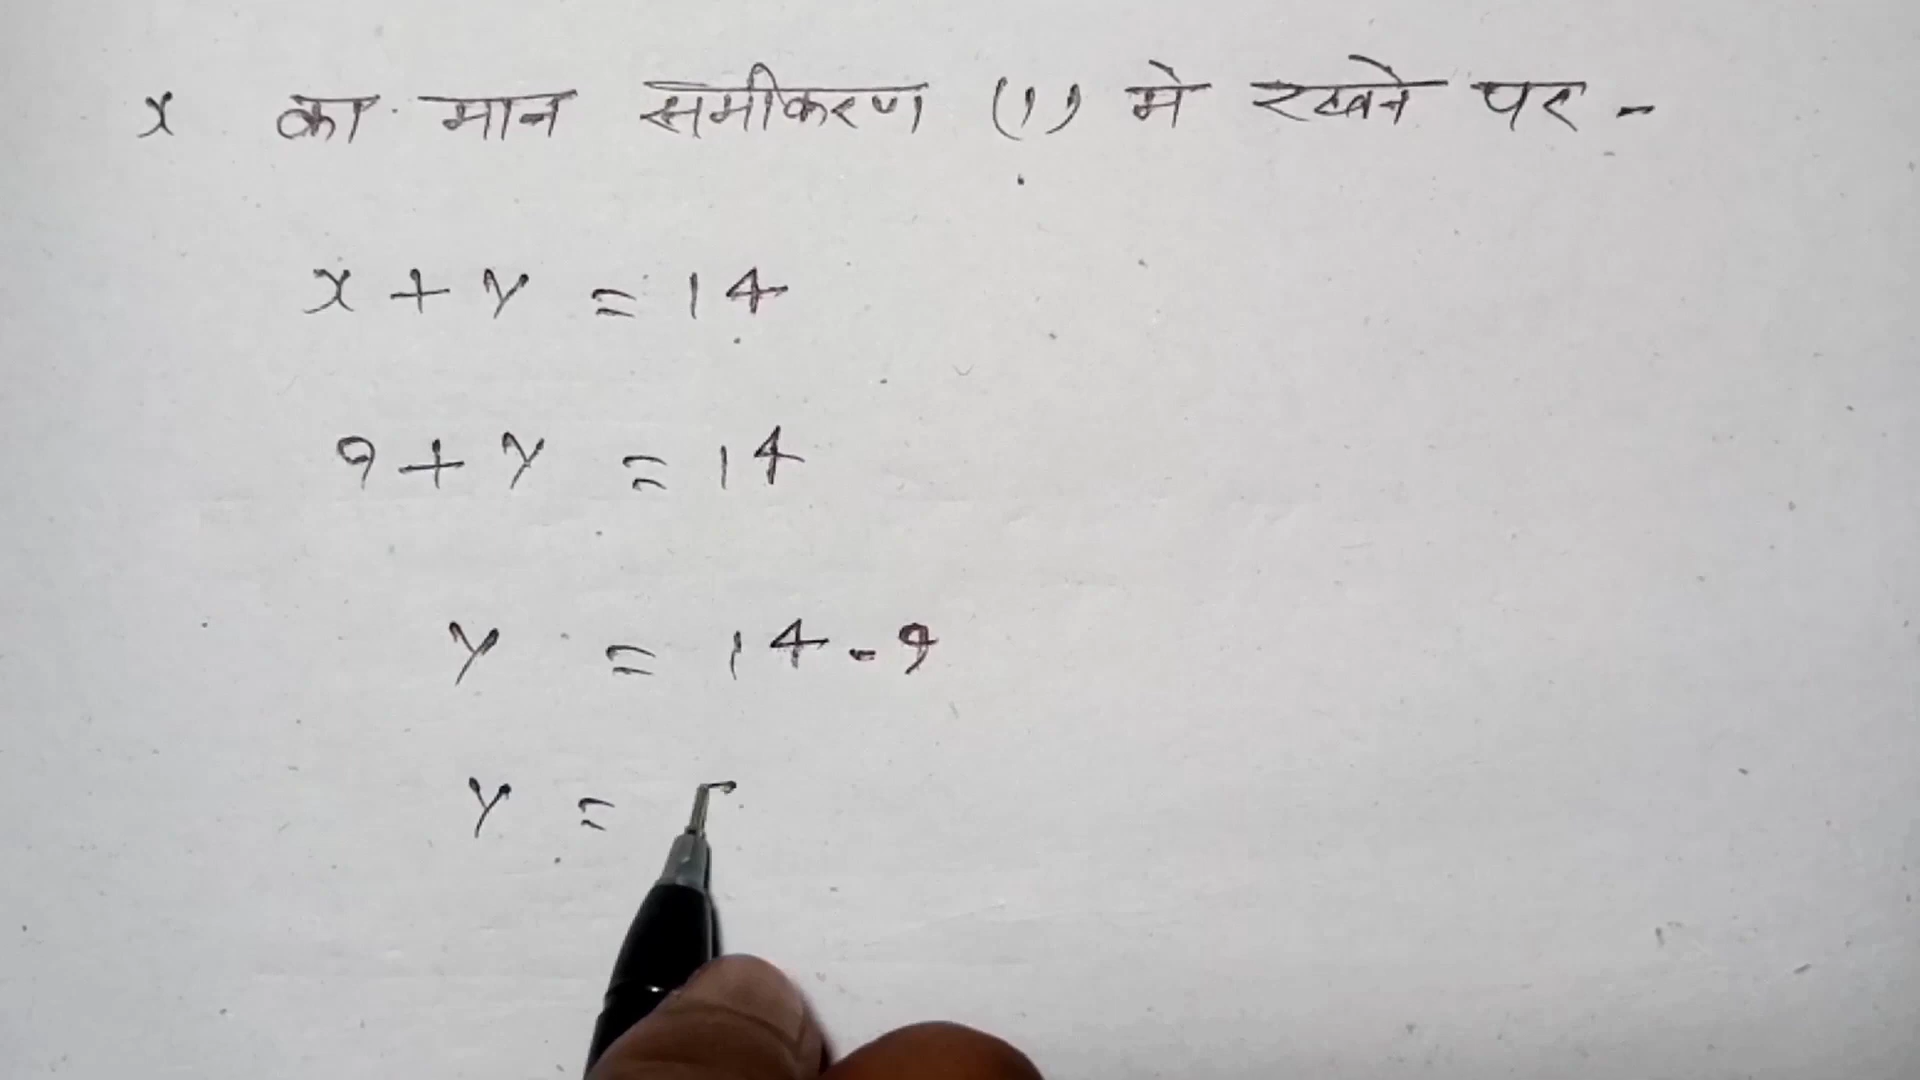 x का मान समीकरण (1) मे रखने पर -
x + y = 14
9 + y = 14
y = 14 - 9
y = 5